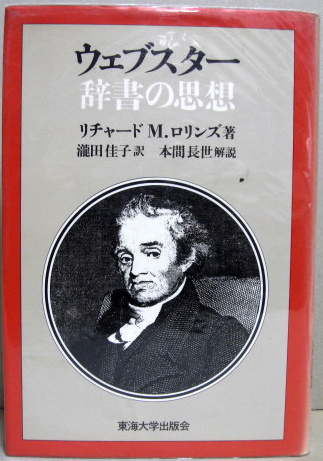 ウェブスター
辞書の思想
リチャード M.ロリンズ著
瀧田佳子訳 本間長世解説
東海大学出版会